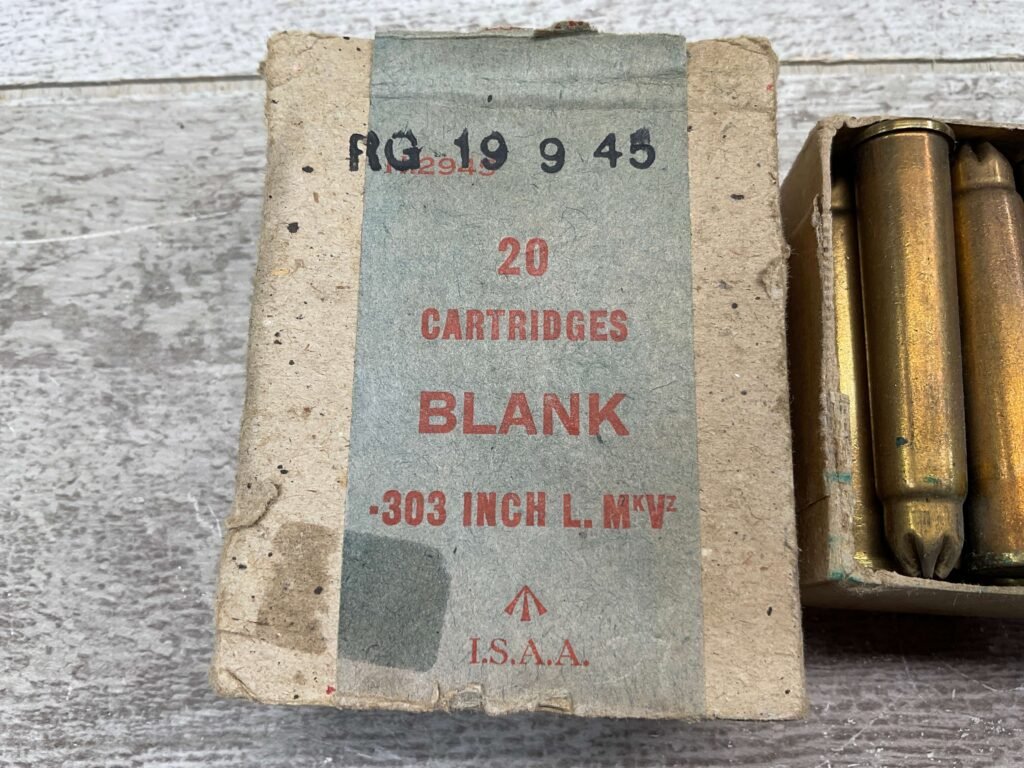 RG 19 9 45
20
CARTRIDGES
BLANK
·303 INCH L. MᴷVᶻ
I.S.A.A.